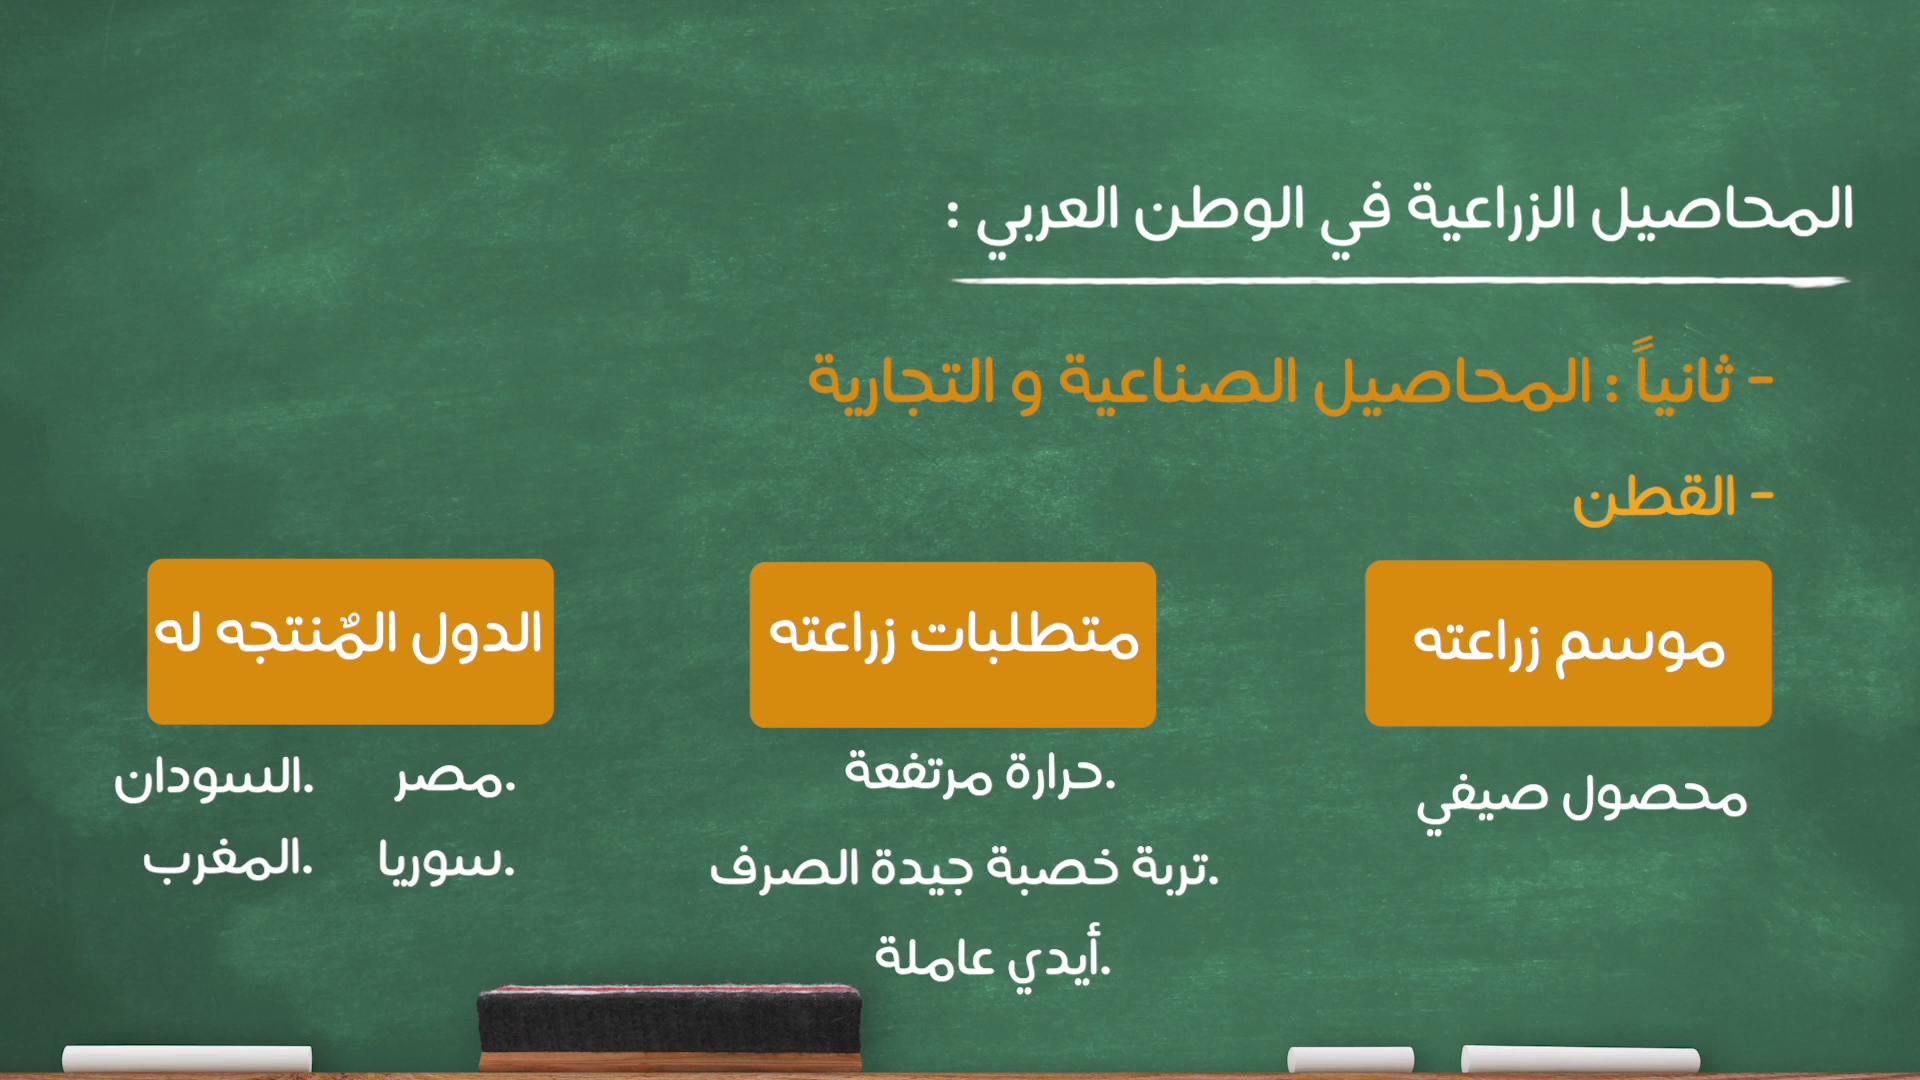 المحاصيل الزراعية في الوطن العربي :
- ثانياً : المحاصيل الصناعية و التجارية
- القطن
موسم زراعته
محصول صيفي
متطلبات زراعته
.حرارة مرتفعة
.تربة خصبة جيدة الصرف
.أيدي عاملة
الدول المٌنتجه له
.مصر .السودان
.سوريا .المغرب